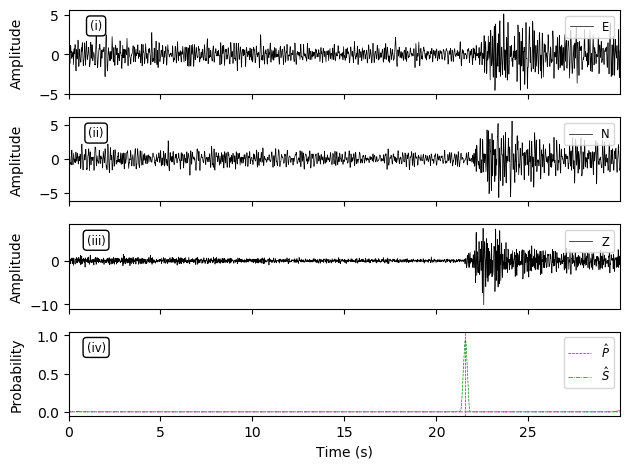 5
0
−5
Amplitude
(i)
E
5
0
−5
Amplitude
(ii)
N
0
−10
Amplitude
(iii)
Z
1.0
0.5
0.0
Probability
(iv)
P̂
Ŝ
0 5 10 15 20 25
Time (s)